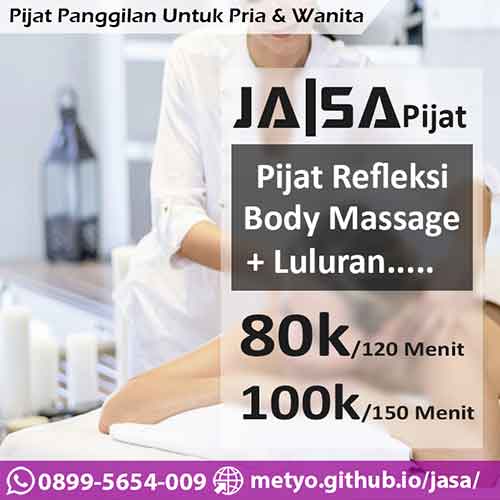 Pijat Panggilan Untuk Pria & Wanita
JA|SA Pijat
Pijat Refleksi
Body Massage
+ Luluran.....
80k/120 Menit
100k/150 Menit
0899-5654-009 metyo.github.io/jasa/